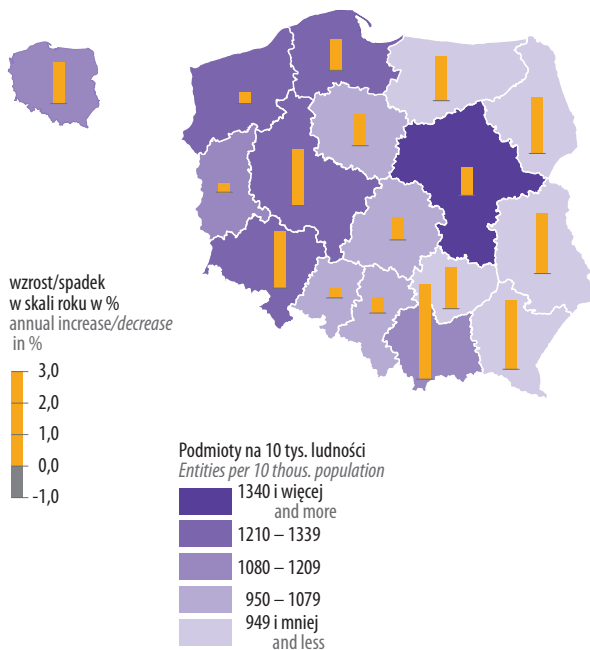 wzrost/spadek
w skali roku w %
annual increase/decrease
in %
3,0
2,0
1,0
0,0
-1,0
Podmioty na 10 tys. ludności
Entities per 10 thous. population
1340 i więcej
and more
1210 – 1339
1080 – 1209
950 – 1079
949 i mniej
and less